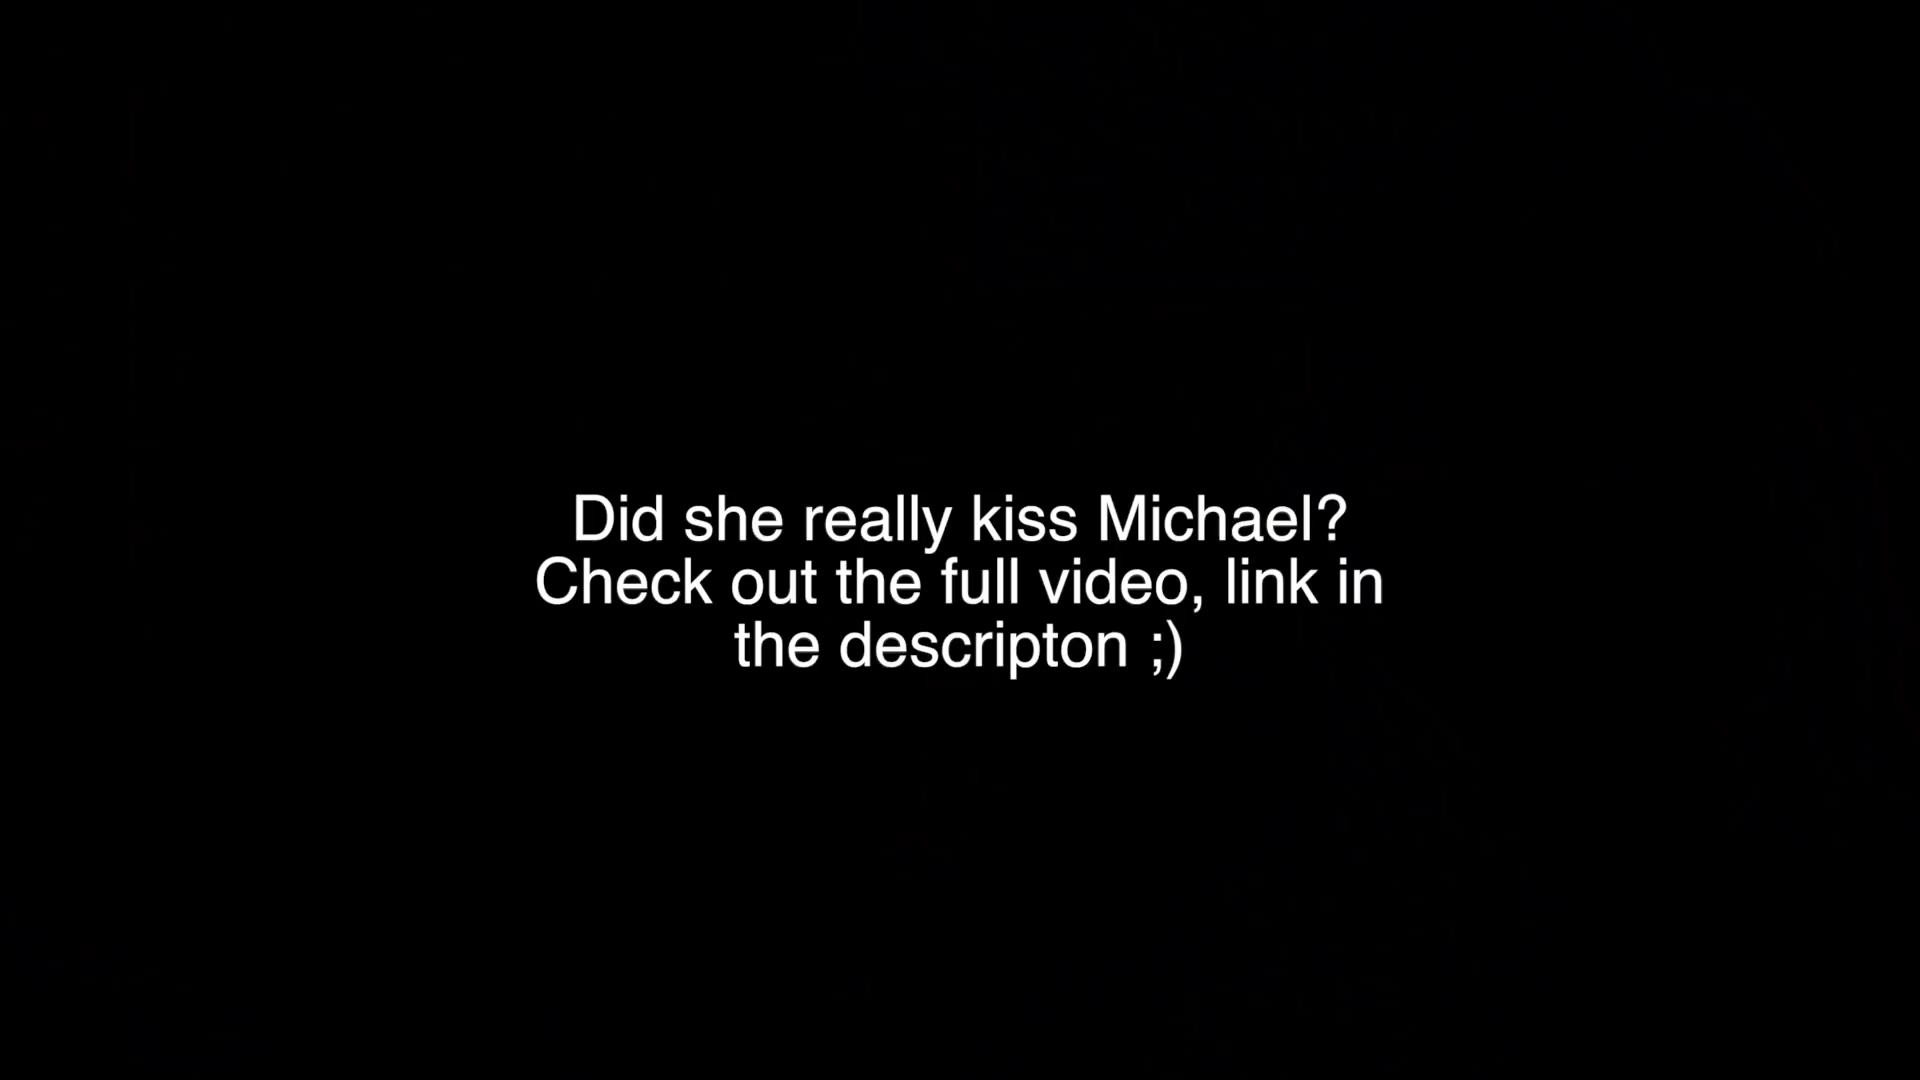 Did she really kiss Michael?
Check out the full video, link in
the descripton ;)